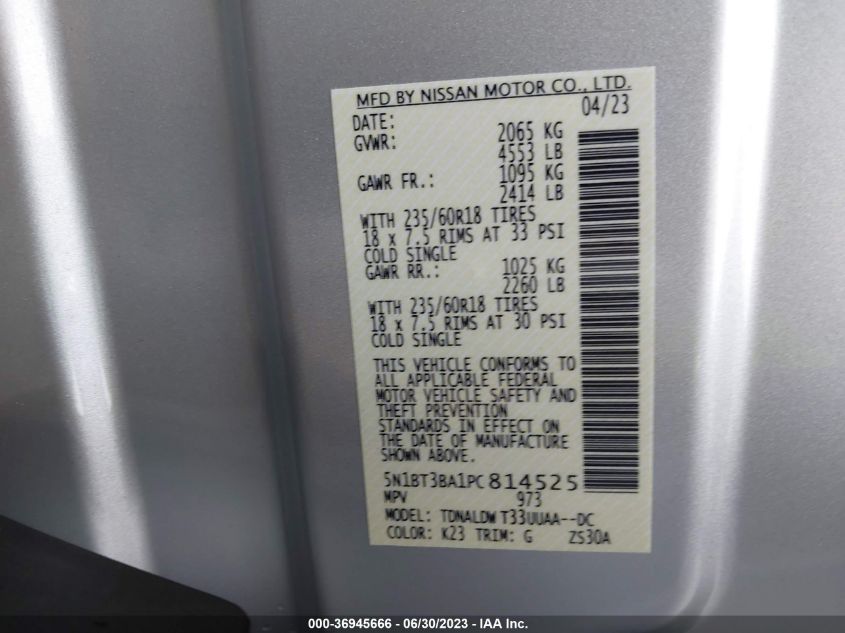 MFD BY NISSAN MOTOR CO., LTD.
DATE: 04/23
GVWR: 2065 KG
4553 LB
GAWR FR.: 1095 KG
2414 LB
WITH 235/60R18 TIRES
18 x 7.5 RIMS AT 33 PSI
COLD SINGLE
GAWR RR.: 1025 KG
2260 LB
WITH 235/60R18 TIRES
18 x 7.5 RIMS AT 30 PSI
COLD SINGLE
THIS VEHICLE CONFORMS TO
ALL APPLICABLE FEDERAL
MOTOR VEHICLE SAFETY AND
THEFT PREVENTION
STANDARDS IN EFFECT ON
THE DATE OF MANUFACTURE
SHOWN ABOVE.
5N1BT3BA1PC814525
MPV 973
MODEL: TDNALDW T33UUAA--DC
COLOR: K23 TRIM: G ZS30A
000-36945666 - 06/30/2023 - IAA Inc.